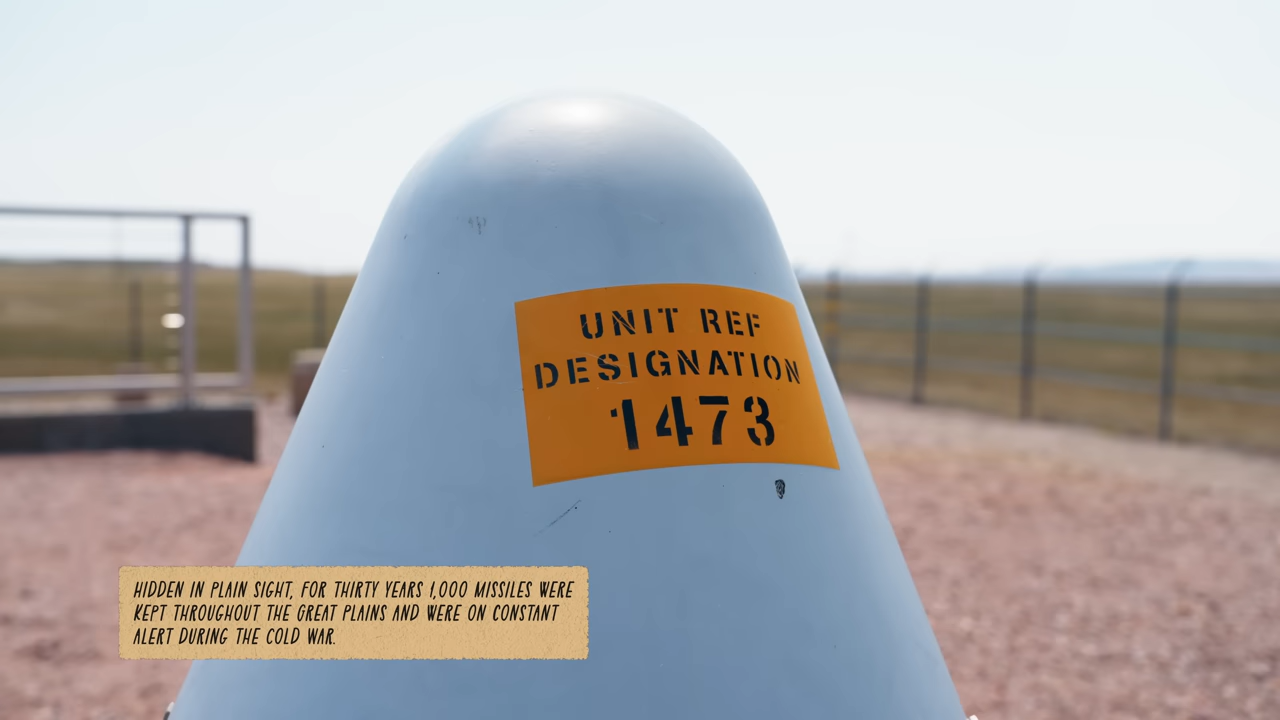 UNIT REF
DESIGNATION
1473
HIDDEN IN PLAIN SIGHT, FOR THIRTY YEARS 1,000 MISSILES WERE
KEPT THROUGHOUT THE GREAT PLAINS AND WERE ON CONSTANT
ALERT DURING THE COLD WAR.